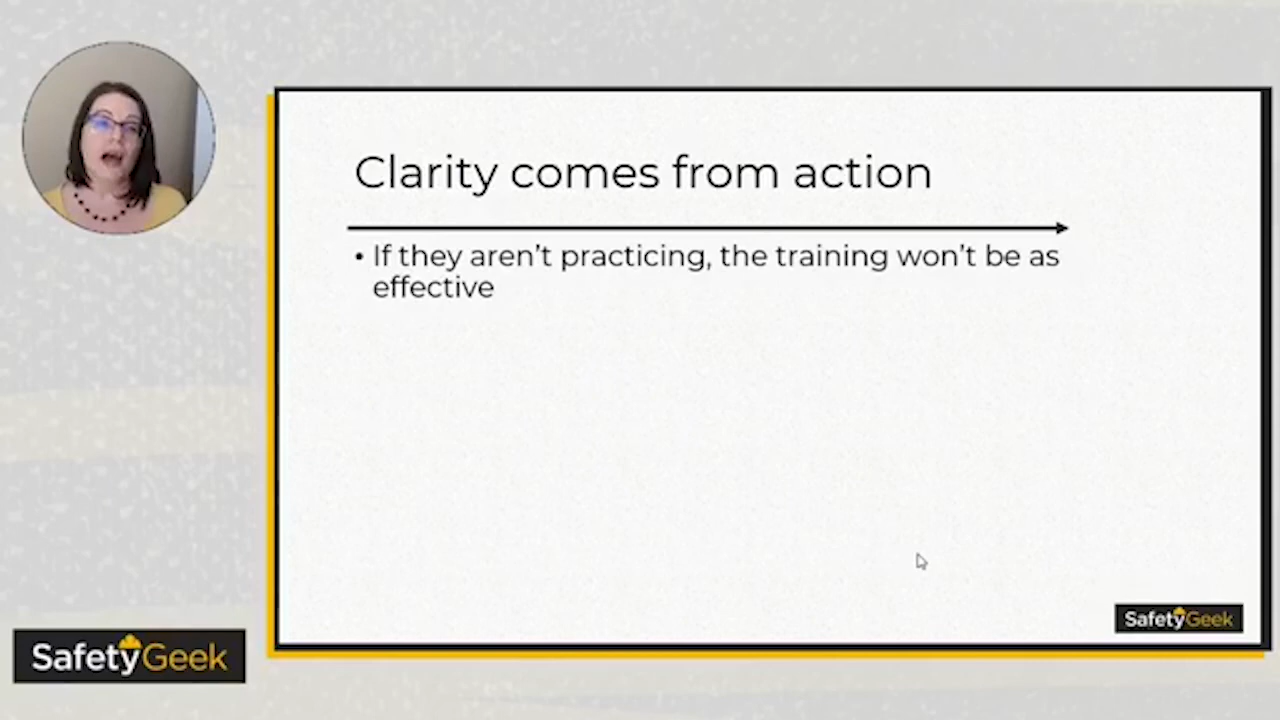 Clarity comes from action
• If they aren't practicing, the training won't be as
effective
SafetyGeek
SafetyGeek